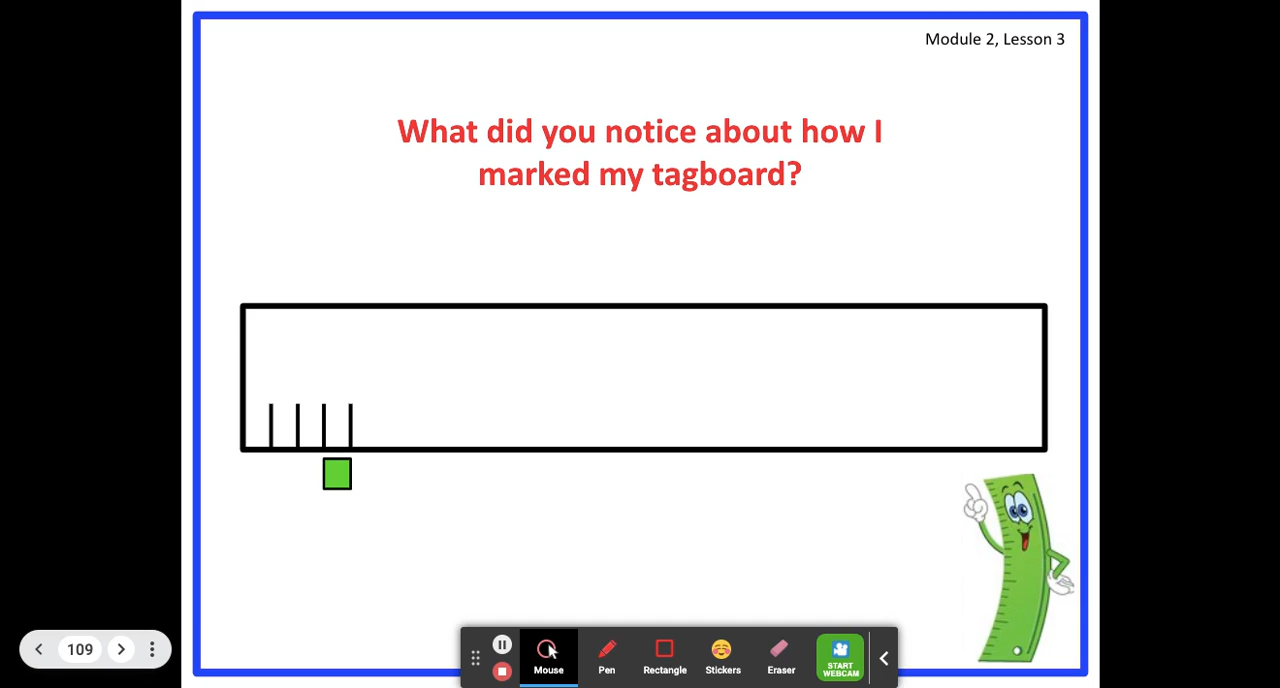 Module 2, Lesson 3
What did you notice about how I
marked my tagboard?
109
Mouse
Pen
Rectangle
Stickers
Eraser
START
WEBCAM